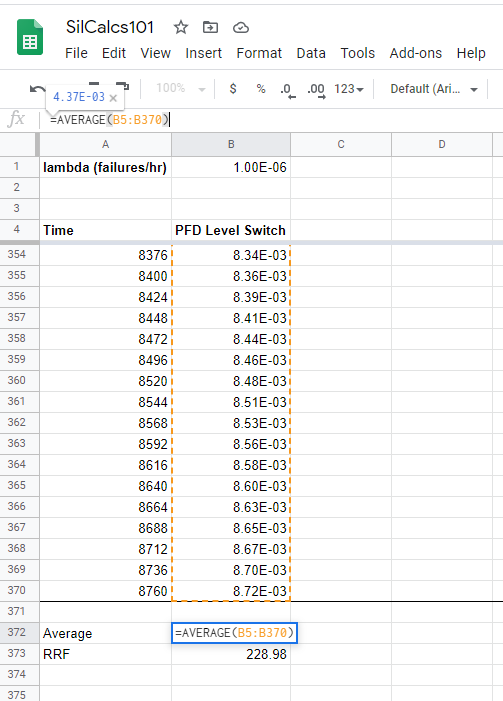 SilCalcs101
File Edit View Insert Format Data Tools Add-ons Help
100% $ % .0 .00 123 Default (Ari...
4.37E-03 ×
fx =AVERAGE(B5:B370)
A B C D
1 lambda (failures/hr) 1.00E-06
2
3
4 Time PFD Level Switch
354 8376 8.34E-03
355 8400 8.36E-03
356 8424 8.39E-03
357 8448 8.41E-03
358 8472 8.44E-03
359 8496 8.46E-03
360 8520 8.48E-03
361 8544 8.51E-03
362 8568 8.53E-03
363 8592 8.56E-03
364 8616 8.58E-03
365 8640 8.60E-03
366 8664 8.63E-03
367 8688 8.65E-03
368 8712 8.67E-03
369 8736 8.70E-03
370 8760 8.72E-03
371
372 Average =AVERAGE(B5:B370)
373 RRF 228.98
374
375